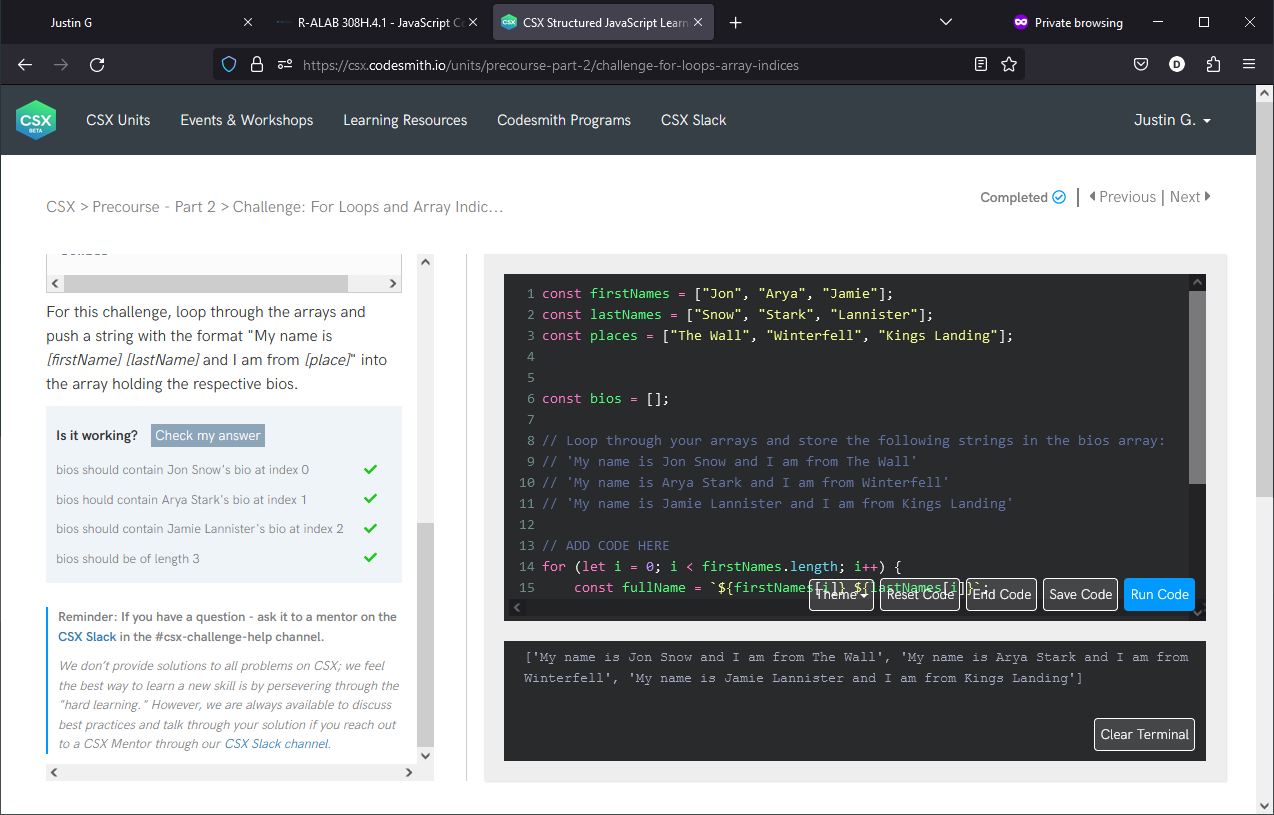 Justin G
R-ALAB 308H.4.1 - JavaScript Co
CSX Structured JavaScript Learn
Private browsing
https://csx.codesmith.io/units/precourse-part-2/challenge-for-loops-array-indices
D
CSX
BETA
CSX Units
Events & Workshops
Learning Resources
Codesmith Programs
CSX Slack
Justin G.
CSX > Precourse - Part 2 > Challenge: For Loops and Array Indic...
Completed
Previous | Next
For this challenge, loop through the arrays and
push a string with the format "My name is
[firstName] [lastName] and I am from [place]" into
the array holding the respective bios.
Is it working?
Check my answer
bios should contain Jon Snow's bio at index 0
bios hould contain Arya Stark's bio at index 1
bios should contain Jamie Lannister's bio at index 2
bios should be of length 3
Reminder: If you have a question - ask it to a mentor on the
CSX Slack in the #csx-challenge-help channel.
We don't provide solutions to all problems on CSX; we feel
the best way to learn a new skill is by persevering through the
"hard learning." However, we are always available to discuss
best practices and talk through your solution if you reach out
to a CSX Mentor through our CSX Slack channel.
1 const firstNames = ["Jon", "Arya", "Jamie"];
2 const lastNames = ["Snow", "Stark", "Lannister"];
3 const places = ["The Wall", "Winterfell", "Kings Landing"];
4
5
6 const bios = [];
7
8 // Loop through your arrays and store the following strings in the bios array:
9 // 'My name is Jon Snow and I am from The Wall'
10 // 'My name is Arya Stark and I am from Winterfell'
11 // 'My name is Jamie Lannister and I am from Kings Landing'
12
13 // ADD CODE HERE
14 for (let i = 0; i < firstNames.length; i++) {
15     const fullName = `${firstNames[i]} ${lastNames[i]}`;
Theme
Reset Code
End Code
Save Code
Run Code
['My name is Jon Snow and I am from The Wall', 'My name is Arya Stark and I am from
Winterfell', 'My name is Jamie Lannister and I am from Kings Landing']
Clear Terminal